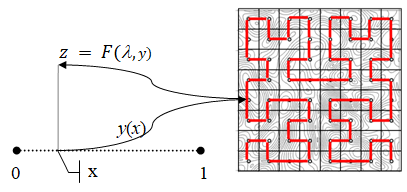 z = F(λ,y)
y(x)
0 x 1